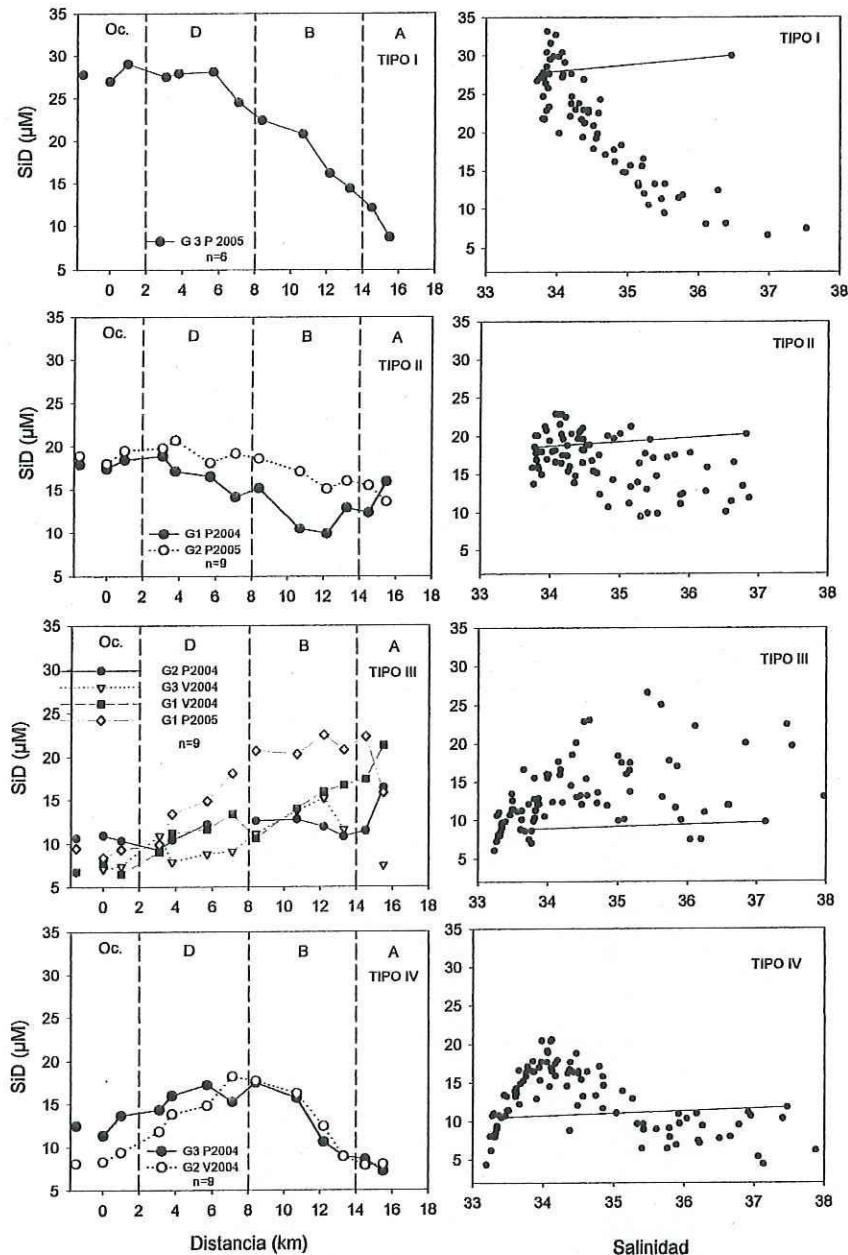 Oc. D B A
TIPO I
SiD (µM)
35
30
25
20
15
10
5
G 3 P 2005
n=6
0 2 4 6 8 10 12 14 16 18
TIPO I
35
30
25
20
15
10
5
33 34 35 36 37 38
Oc. D B A
TIPO II
SiD (µM)
35
30
25
20
15
10
5
G1 P2004
G2 P2005
n=9
0 2 4 6 8 10 12 14 16 18
TIPO II
35
30
25
20
15
10
5
33 34 35 36 37 38
Oc. D B A
TIPO III
SiD (µM)
35
30
25
20
15
10
5
G2 P2004
G3 V2004
G1 V2004
G1 P2005
n=9
0 2 4 6 8 10 12 14 16 18
TIPO III
35
30
25
20
15
10
5
33 34 35 36 37 38
Oc. D B A
TIPO IV
SiD (µM)
35
30
25
20
15
10
5
G3 P2004
G2 V2004
n=9
0 2 4 6 8 10 12 14 16 18
Distancia (km)
TIPO IV
35
30
25
20
15
10
5
33 34 35 36 37 38
Salinidad